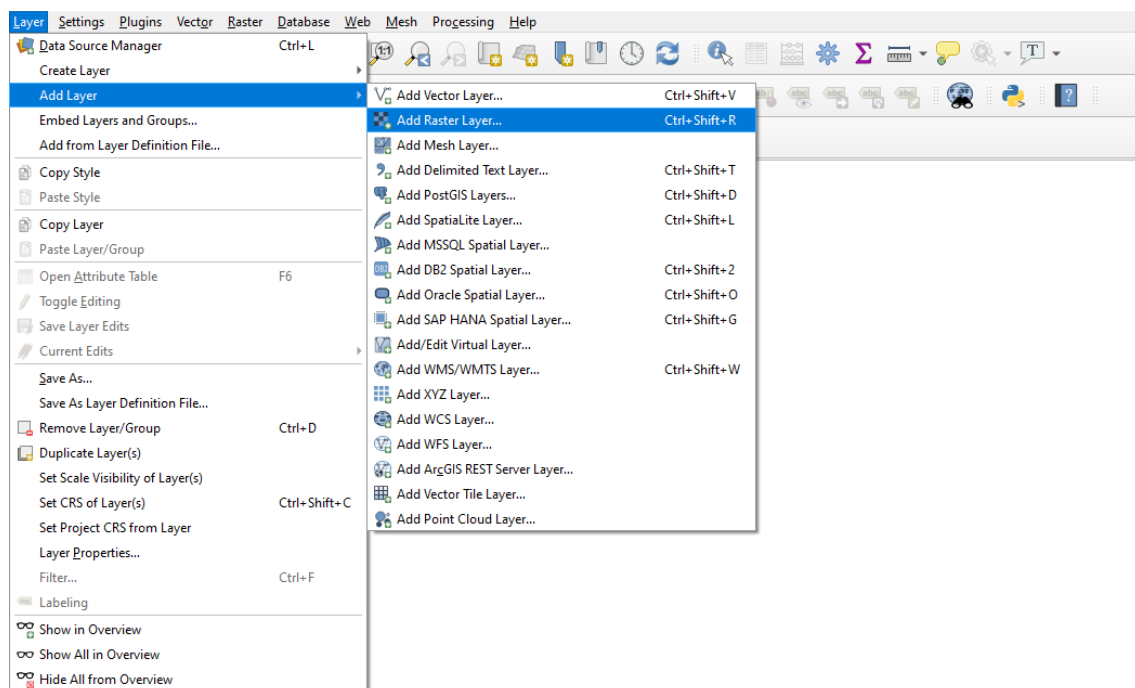 Layer Settings Plugins Vector Raster Database Web Mesh Processing Help
Data Source Manager Ctrl+L
Create Layer
Add Layer
Embed Layers and Groups...
Add from Layer Definition File...
Copy Style
Paste Style
Copy Layer
Paste Layer/Group
Open Attribute Table F6
Toggle Editing
Save Layer Edits
Current Edits
Save As...
Save As Layer Definition File...
Remove Layer/Group Ctrl+D
Duplicate Layer(s)
Set Scale Visibility of Layer(s)
Set CRS of Layer(s) Ctrl+Shift+C
Set Project CRS from Layer
Layer Properties...
Filter... Ctrl+F
Labeling
Show in Overview
Show All in Overview
Hide All from Overview
Add Vector Layer... Ctrl+Shift+V
Add Raster Layer... Ctrl+Shift+R
Add Mesh Layer...
Add Delimited Text Layer... Ctrl+Shift+T
Add PostGIS Layers... Ctrl+Shift+D
Add SpatiaLite Layer... Ctrl+Shift+L
Add MSSQL Spatial Layer...
Add DB2 Spatial Layer... Ctrl+Shift+2
Add Oracle Spatial Layer... Ctrl+Shift+O
Add SAP HANA Spatial Layer... Ctrl+Shift+G
Add/Edit Virtual Layer...
Add WMS/WMTS Layer... Ctrl+Shift+W
Add XYZ Layer...
Add WCS Layer...
Add WFS Layer...
Add ArcGIS REST Server Layer...
Add Vector Tile Layer...
Add Point Cloud Layer...